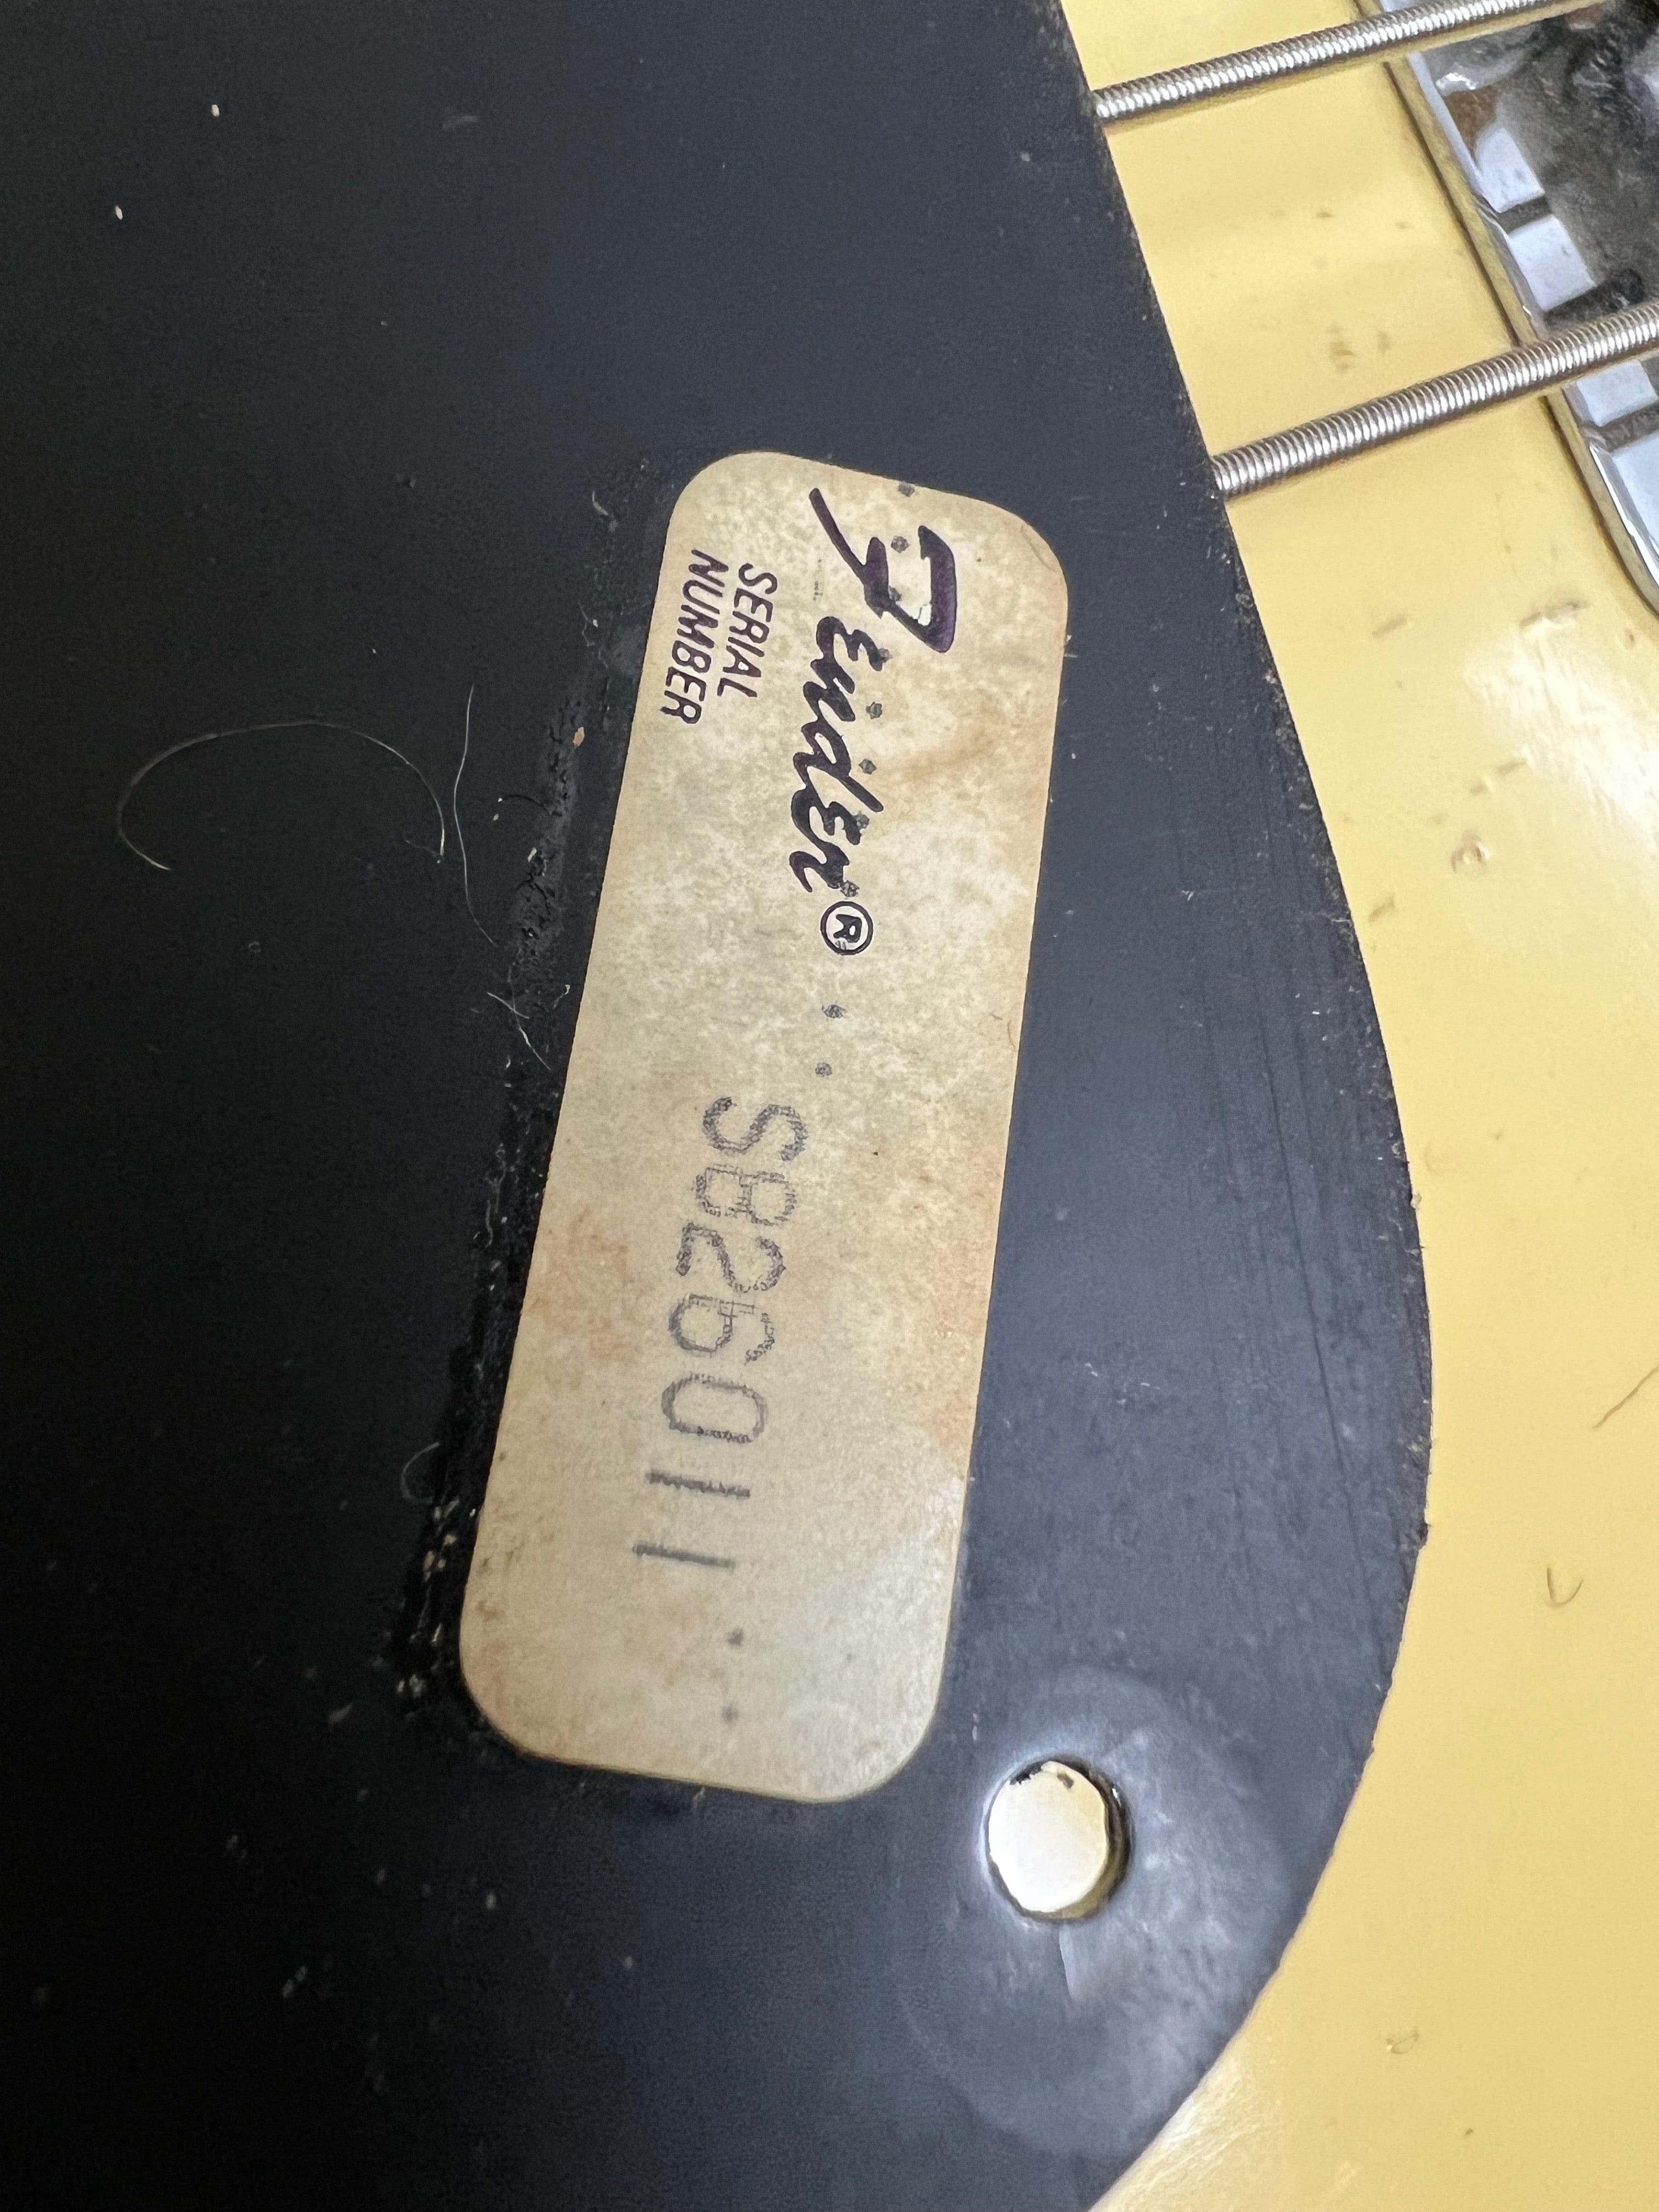 Fender®
SERIAL
NUMBER
S826011